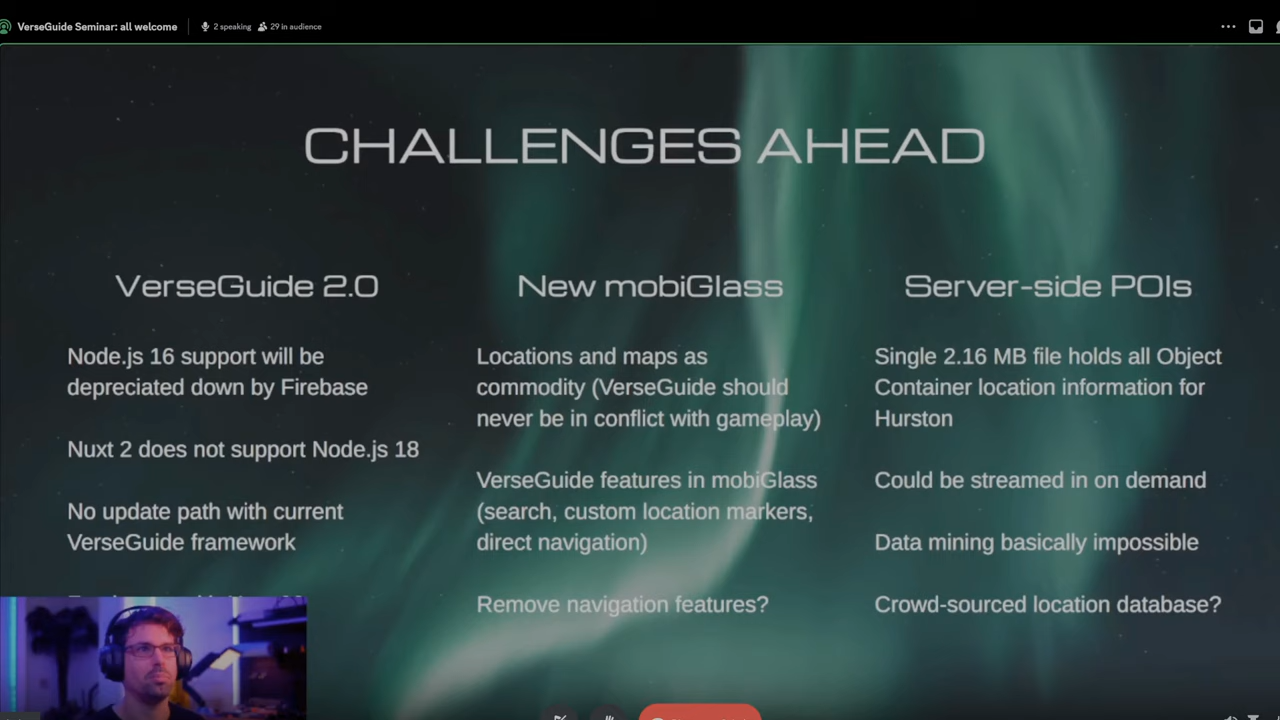 VerseGuide Seminar: all welcome
2 speaking
29 in audience
CHALLENGES AHEAD
VerseGuide 2.0
Node.js 16 support will be
depreciated down by Firebase
Nuxt 2 does not support Node.js 18
No update path with current
VerseGuide framework
New mobiGlass
Locations and maps as
commodity (VerseGuide should
never be in conflict with gameplay)
VerseGuide features in mobiGlass
(search, custom location markers,
direct navigation)
Remove navigation features?
Server-side POIs
Single 2.16 MB file holds all Object
Container location information for
Hurston
Could be streamed in on demand
Data mining basically impossible
Crowd-sourced location database?